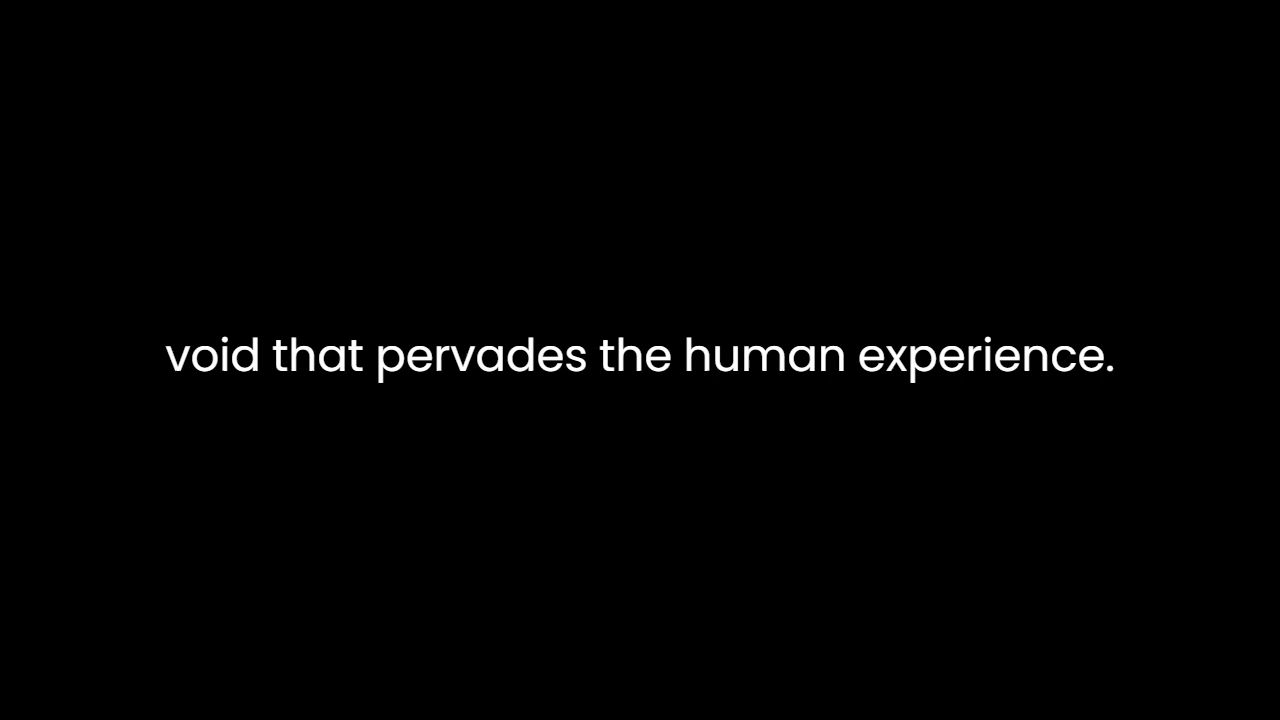 void that pervades the human experience.